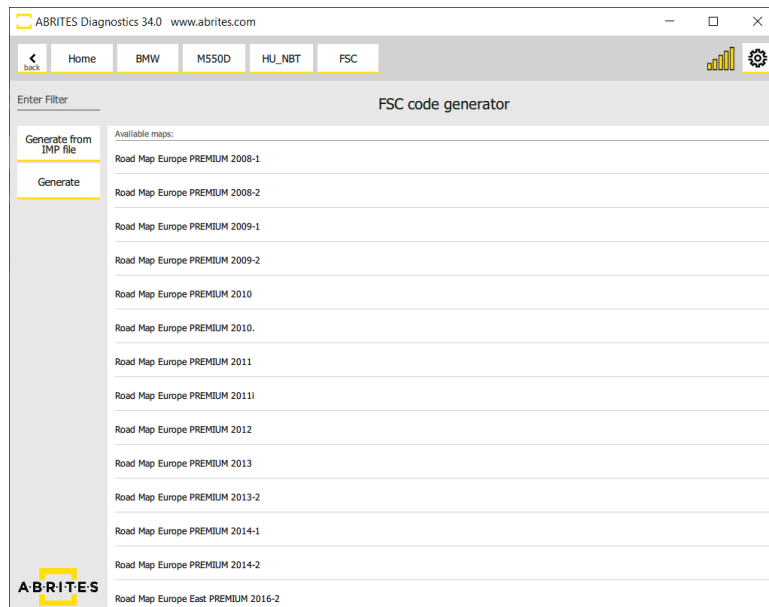 ABRITES Diagnostics 34.0 www.abrites.com
back
Home
BMW
M550D
HU_NBT
FSC
Enter Filter
FSC code generator
Generate from
IMP file
Generate
Available maps:
Road Map Europe PREMIUM 2008-1
Road Map Europe PREMIUM 2008-2
Road Map Europe PREMIUM 2009-1
Road Map Europe PREMIUM 2009-2
Road Map Europe PREMIUM 2010
Road Map Europe PREMIUM 2010.
Road Map Europe PREMIUM 2011
Road Map Europe PREMIUM 2011i
Road Map Europe PREMIUM 2012
Road Map Europe PREMIUM 2013
Road Map Europe PREMIUM 2013-2
Road Map Europe PREMIUM 2014-1
Road Map Europe PREMIUM 2014-2
Road Map Europe East PREMIUM 2016-2
A·B·R·I·T·E·S